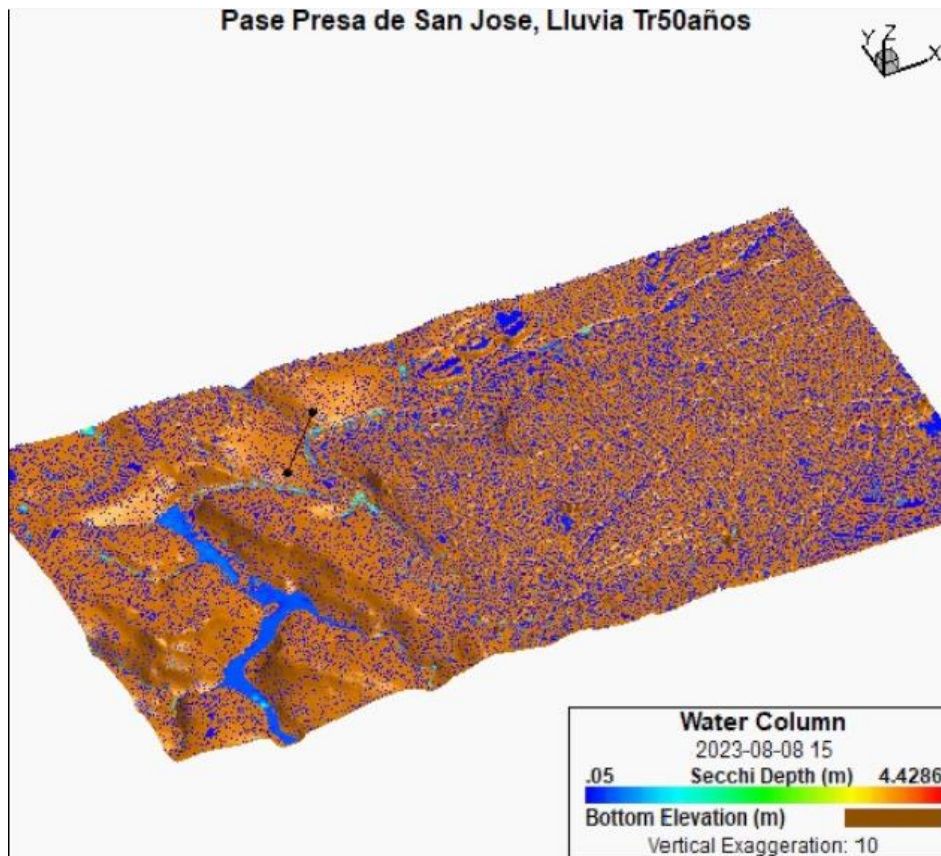 Pase Presa de San Jose, Lluvia Tr50años
Y Z X
Water Column
2023-08-08 15
.05 Secchi Depth (m) 4.4286
Bottom Elevation (m)
Vertical Exaggeration: 10